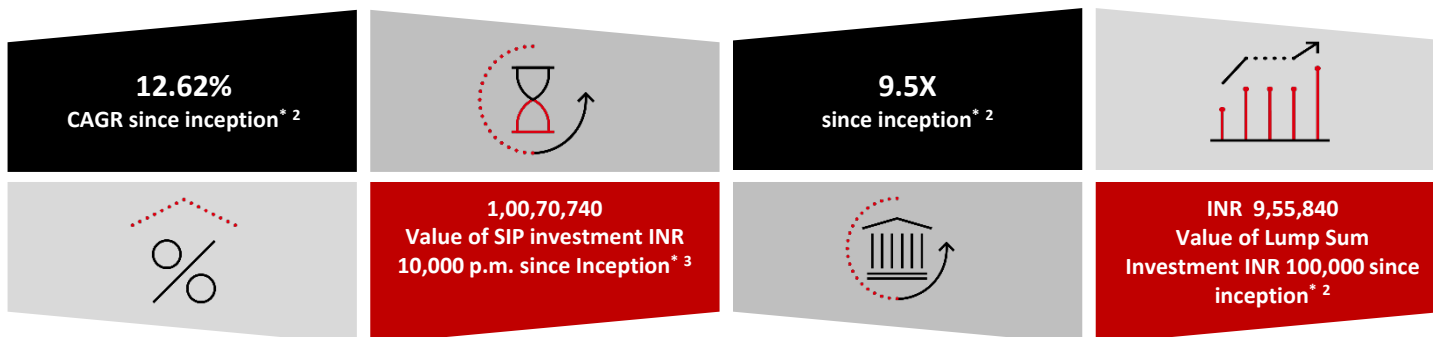 12.62%
CAGR since inception* 2
9.5X
since inception* 2
1,00,70,740
Value of SIP investment INR
10,000 p.m. since Inception* 3
INR 9,55,840
Value of Lump Sum
Investment INR 100,000 since
inception* 2